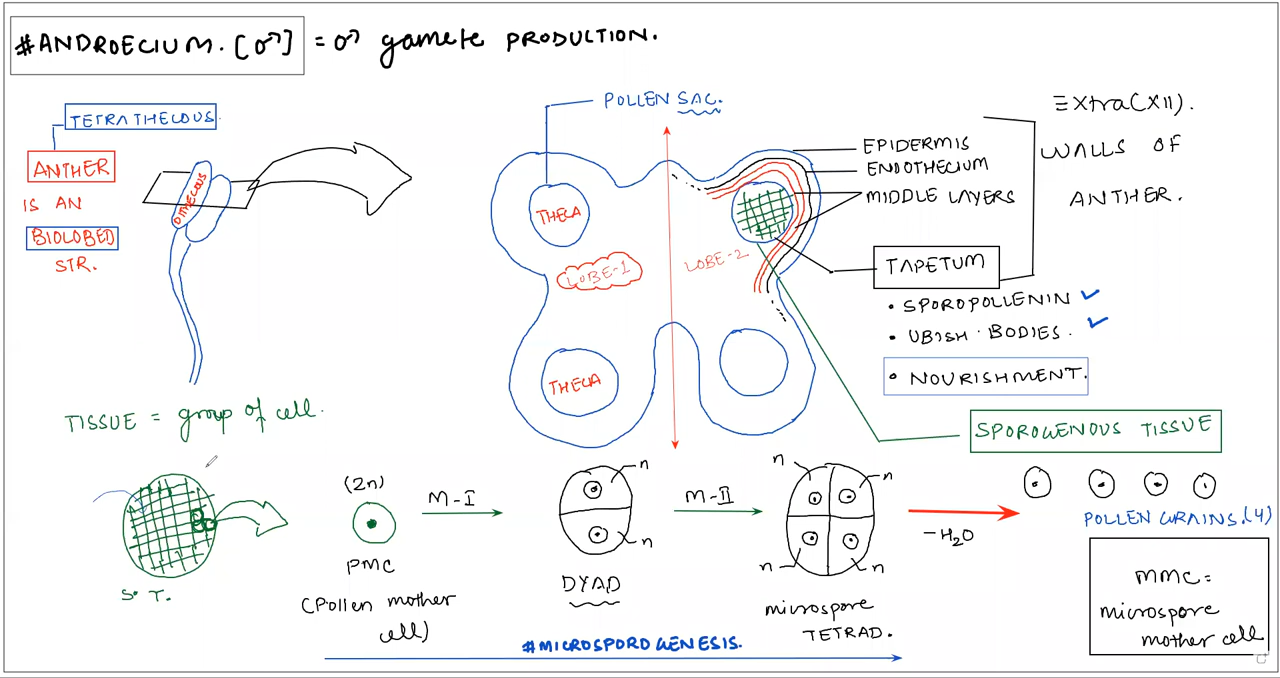 #ANDROECIUM. [♂] = ♂ gamete PRODUCTION.
TETRATHECOUS
ANTHER
IS AN
BIOLOBED
STR.
DITHECOUS
POLLEN SAC.
THECA
LOBE-1
LOBE-2
THECA
EPIDERMIS
ENDOTHECIUM
MIDDLE LAYERS
TAPETUM
• SPOROPOLLENIN ✓
• UBISH BODIES. ✓
• NOURISHMENT.
EXtra(XII).
WALLS OF
ANTHER.
SPOROGENOUS TISSUE
TISSUE = group of cell.
S. T.
(2n)
PMC
(Pollen mother
cell)
M-I
n
n
DYAD
M-II
n
n
n
n
microspore
TETRAD.
-H2O
POLLEN GRAINS.(4)
MMC=
microspore
mother cell
#MICROSPOROGENESIS.